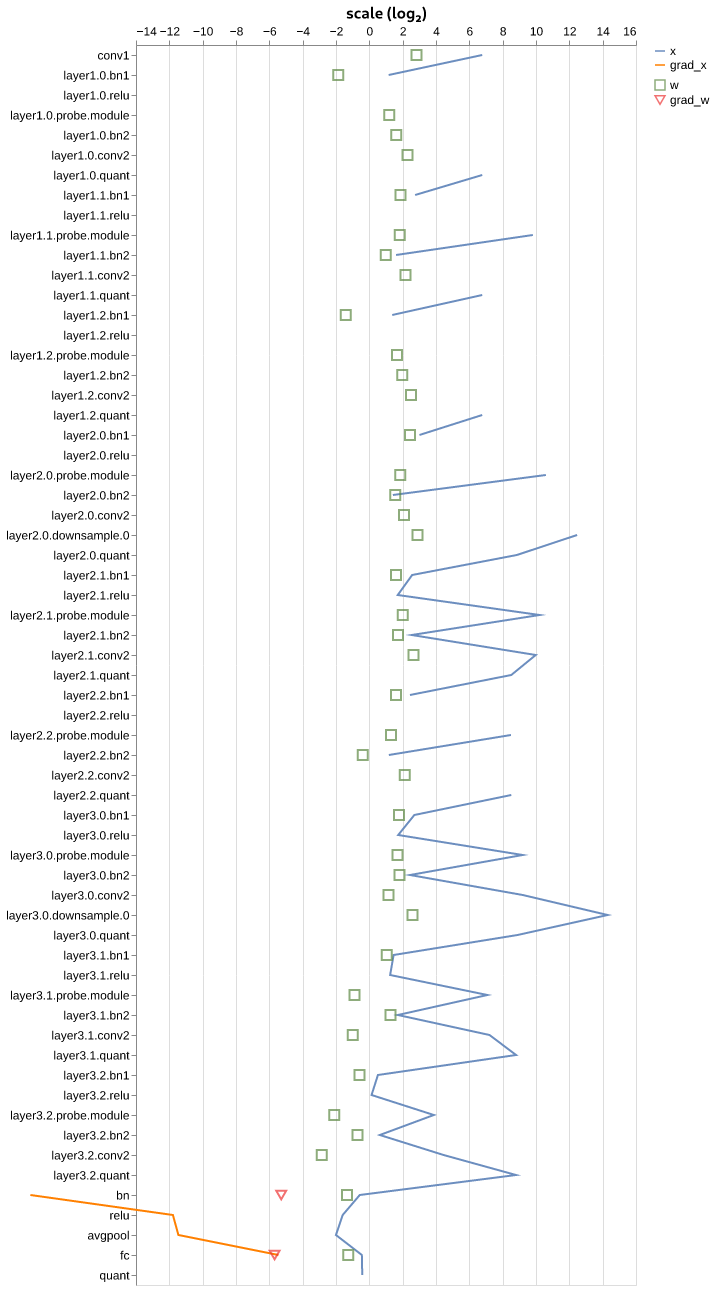 scale (log₂)
−14 −12 −10 −8 −6 −4 −2 0 2 4 6 8 10 12 14 16
x
grad_x
w
grad_w
conv1
layer1.0.bn1
layer1.0.relu
layer1.0.probe.module
layer1.0.bn2
layer1.0.conv2
layer1.0.quant
layer1.1.bn1
layer1.1.relu
layer1.1.probe.module
layer1.1.bn2
layer1.1.conv2
layer1.1.quant
layer1.2.bn1
layer1.2.relu
layer1.2.probe.module
layer1.2.bn2
layer1.2.conv2
layer1.2.quant
layer2.0.bn1
layer2.0.relu
layer2.0.probe.module
layer2.0.bn2
layer2.0.conv2
layer2.0.downsample.0
layer2.0.quant
layer2.1.bn1
layer2.1.relu
layer2.1.probe.module
layer2.1.bn2
layer2.1.conv2
layer2.1.quant
layer2.2.bn1
layer2.2.relu
layer2.2.probe.module
layer2.2.bn2
layer2.2.conv2
layer2.2.quant
layer3.0.bn1
layer3.0.relu
layer3.0.probe.module
layer3.0.bn2
layer3.0.conv2
layer3.0.downsample.0
layer3.0.quant
layer3.1.bn1
layer3.1.relu
layer3.1.probe.module
layer3.1.bn2
layer3.1.conv2
layer3.1.quant
layer3.2.bn1
layer3.2.relu
layer3.2.probe.module
layer3.2.bn2
layer3.2.conv2
layer3.2.quant
bn
relu
avgpool
fc
quant